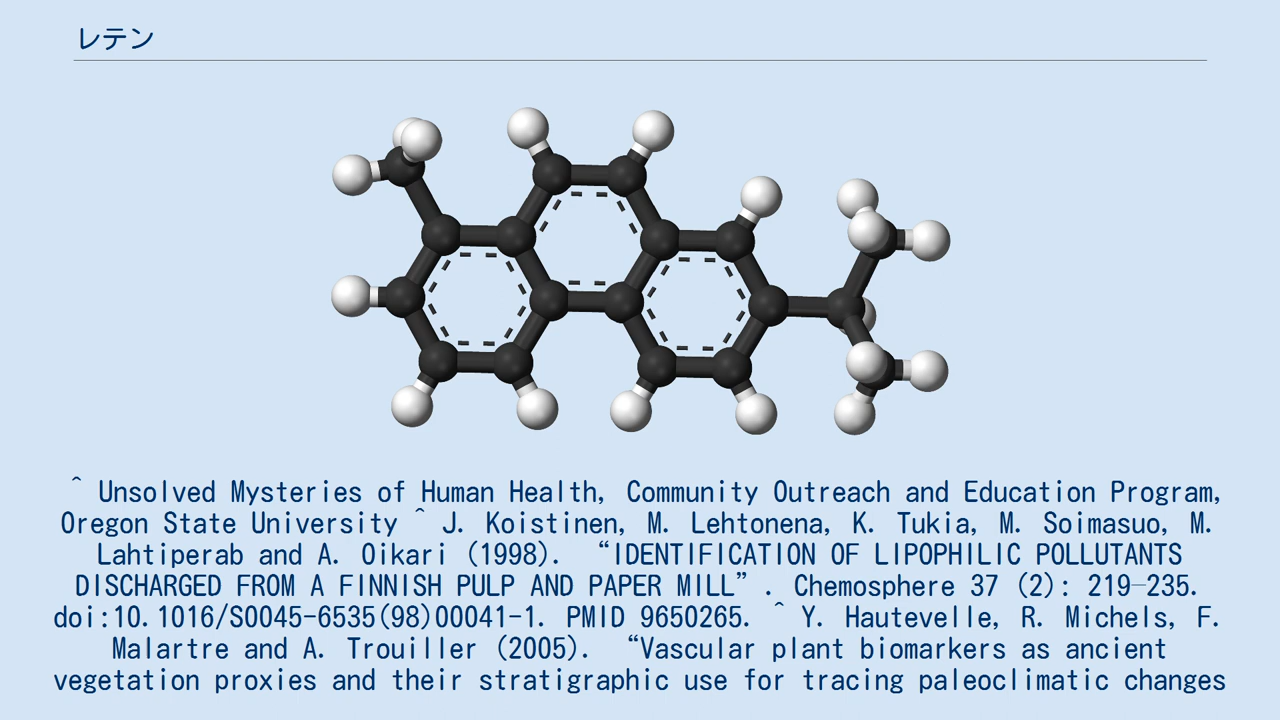 レテン
^ Unsolved Mysteries of Human Health, Community Outreach and Education Program,
Oregon State University ^ J. Koistinen, M. Lehtonena, K. Tukia, M. Soimasuo, M.
Lahtiperab and A. Oikari (1998). “IDENTIFICATION OF LIPOPHILIC POLLUTANTS
DISCHARGED FROM A FINNISH PULP AND PAPER MILL”. Chemosphere 37 (2): 219–235.
doi:10.1016/S0045-6535(98)00041-1. PMID 9650265. ^ Y. Hautevelle, R. Michels, F.
Malartre and A. Trouiller (2005). “Vascular plant biomarkers as ancient
vegetation proxies and their stratigraphic use for tracing paleoclimatic changes